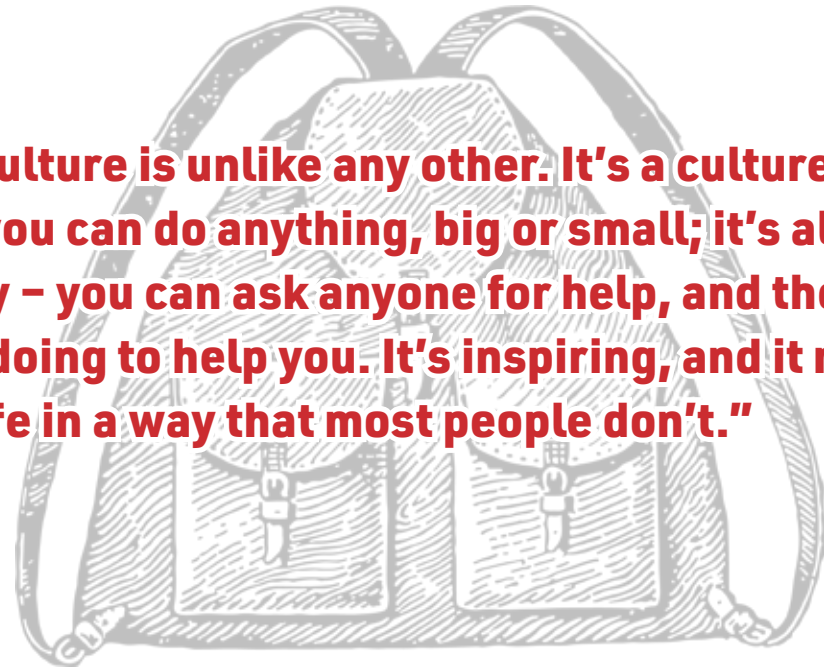 ulture is unlike any other. It’s a culture
ou can do anything, big or small; it’s al
y – you can ask anyone for help, and the
doing to help you. It’s inspiring, and it
fe in a way that most people don’t.”